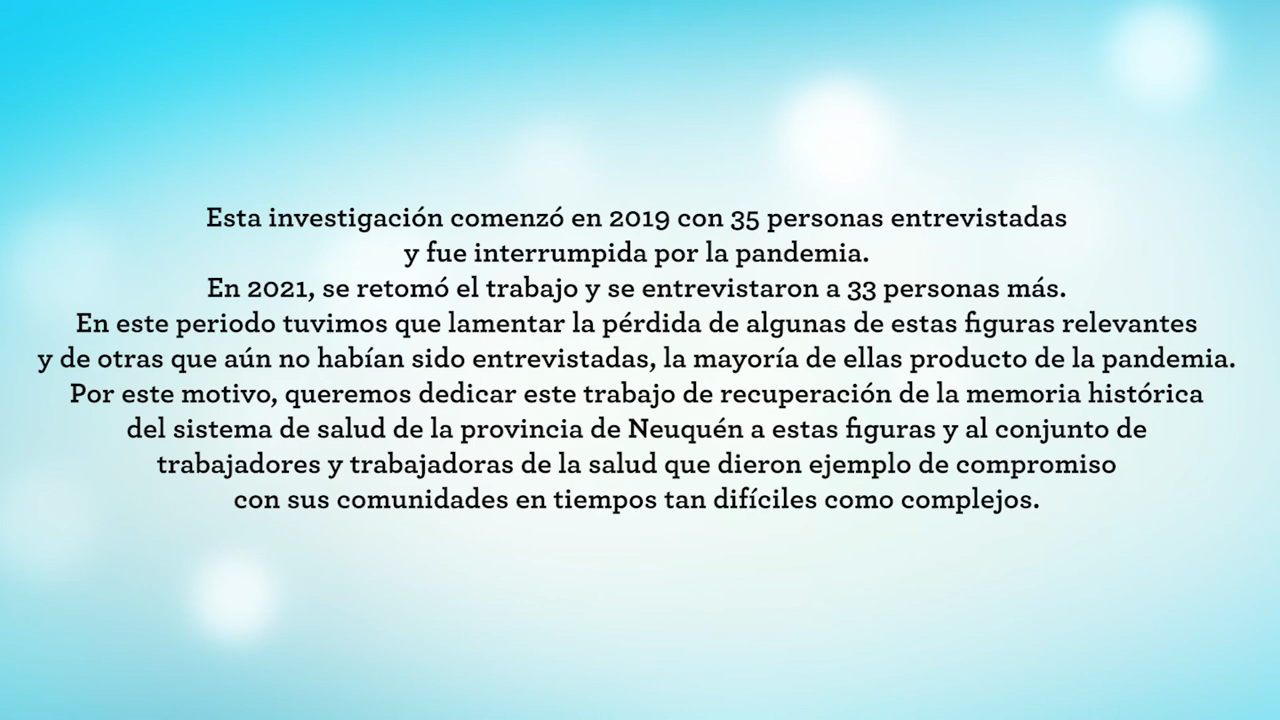 Esta investigación comenzó en 2019 con 35 personas entrevistadas
y fue interrumpida por la pandemia.
En 2021, se retomó el trabajo y se entrevistaron a 33 personas más.
En este periodo tuvimos que lamentar la pérdida de algunas de estas figuras relevantes
y de otras que aún no habían sido entrevistadas, la mayoría de ellas producto de la pandemia.
Por este motivo, queremos dedicar este trabajo de recuperación de la memoria histórica
del sistema de salud de la provincia de Neuquén a estas figuras y al conjunto de
trabajadores y trabajadoras de la salud que dieron ejemplo de compromiso
con sus comunidades en tiempos tan difíciles como complejos.